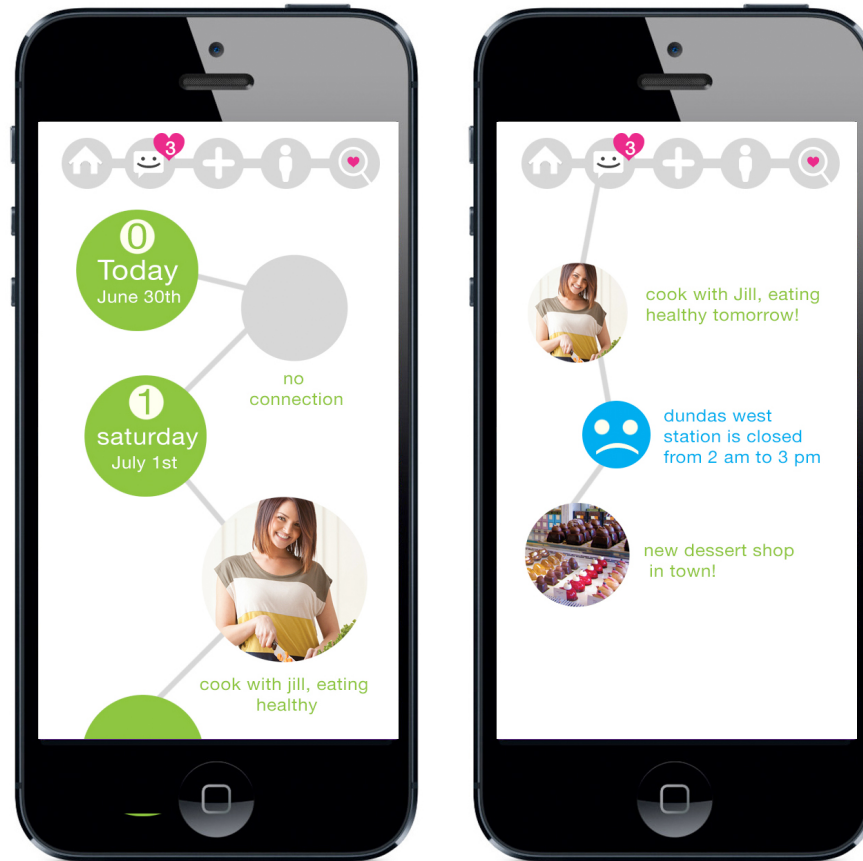 3
0
Today
June 30th
no
connection
1
saturday
July 1st
cook with jill, eating
healthy
3
cook with Jill, eating
healthy tomorrow!
dundas west
station is closed
from 2 am to 3 pm
new dessert shop
in town!